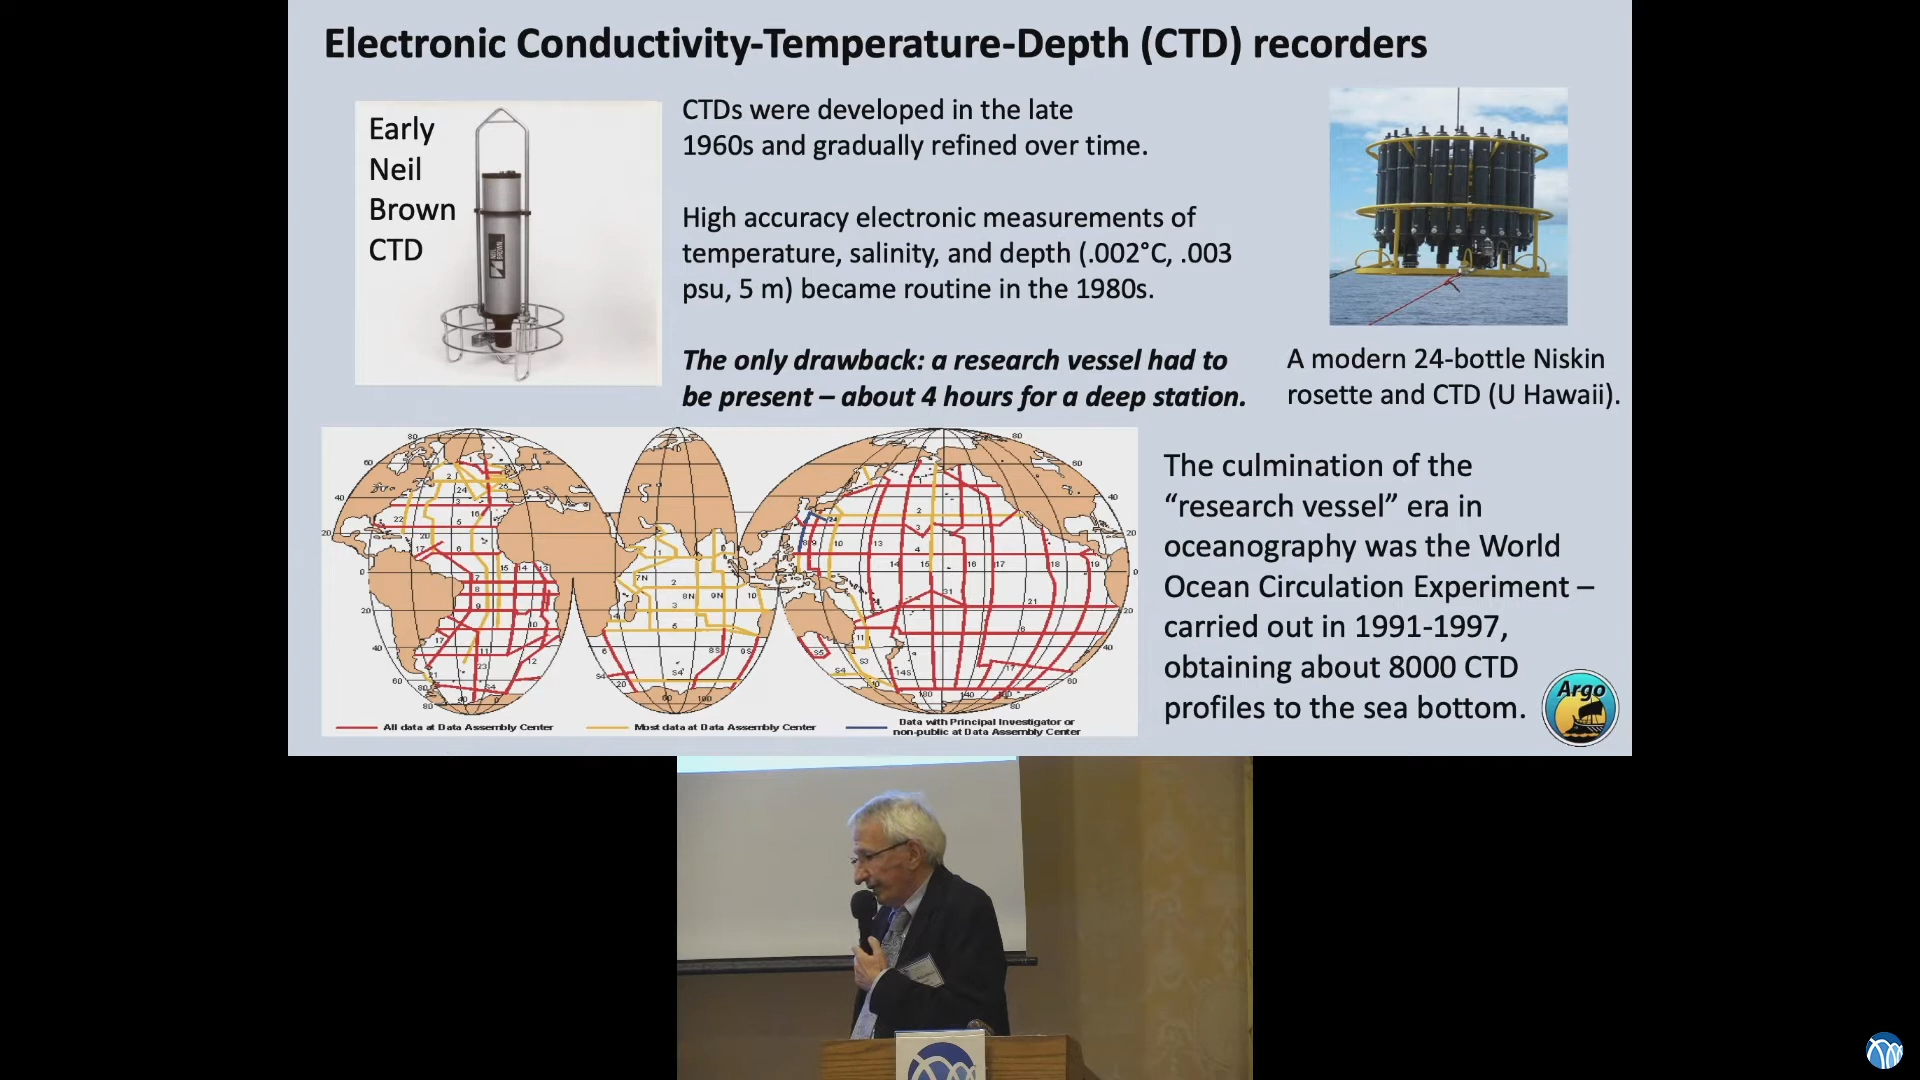 Electronic Conductivity-Temperature-Depth (CTD) recorders
Early
Neil
Brown
CTD
NEIL BROWN
CTDs were developed in the late
1960s and gradually refined over time.
High accuracy electronic measurements of
temperature, salinity, and depth (.002°C, .003
psu, 5 m) became routine in the 1980s.
The only drawback: a research vessel had to
be present – about 4 hours for a deep station.
A modern 24-bottle Niskin
rosette and CTD (U Hawaii).
All data at Data Assembly Center
Most data at Data Assembly Center
Data with Principal Investigator or
non-public at Data Assembly Center
The culmination of the
“research vessel” era in
oceanography was the World
Ocean Circulation Experiment –
carried out in 1991-1997,
obtaining about 8000 CTD
profiles to the sea bottom.
Argo